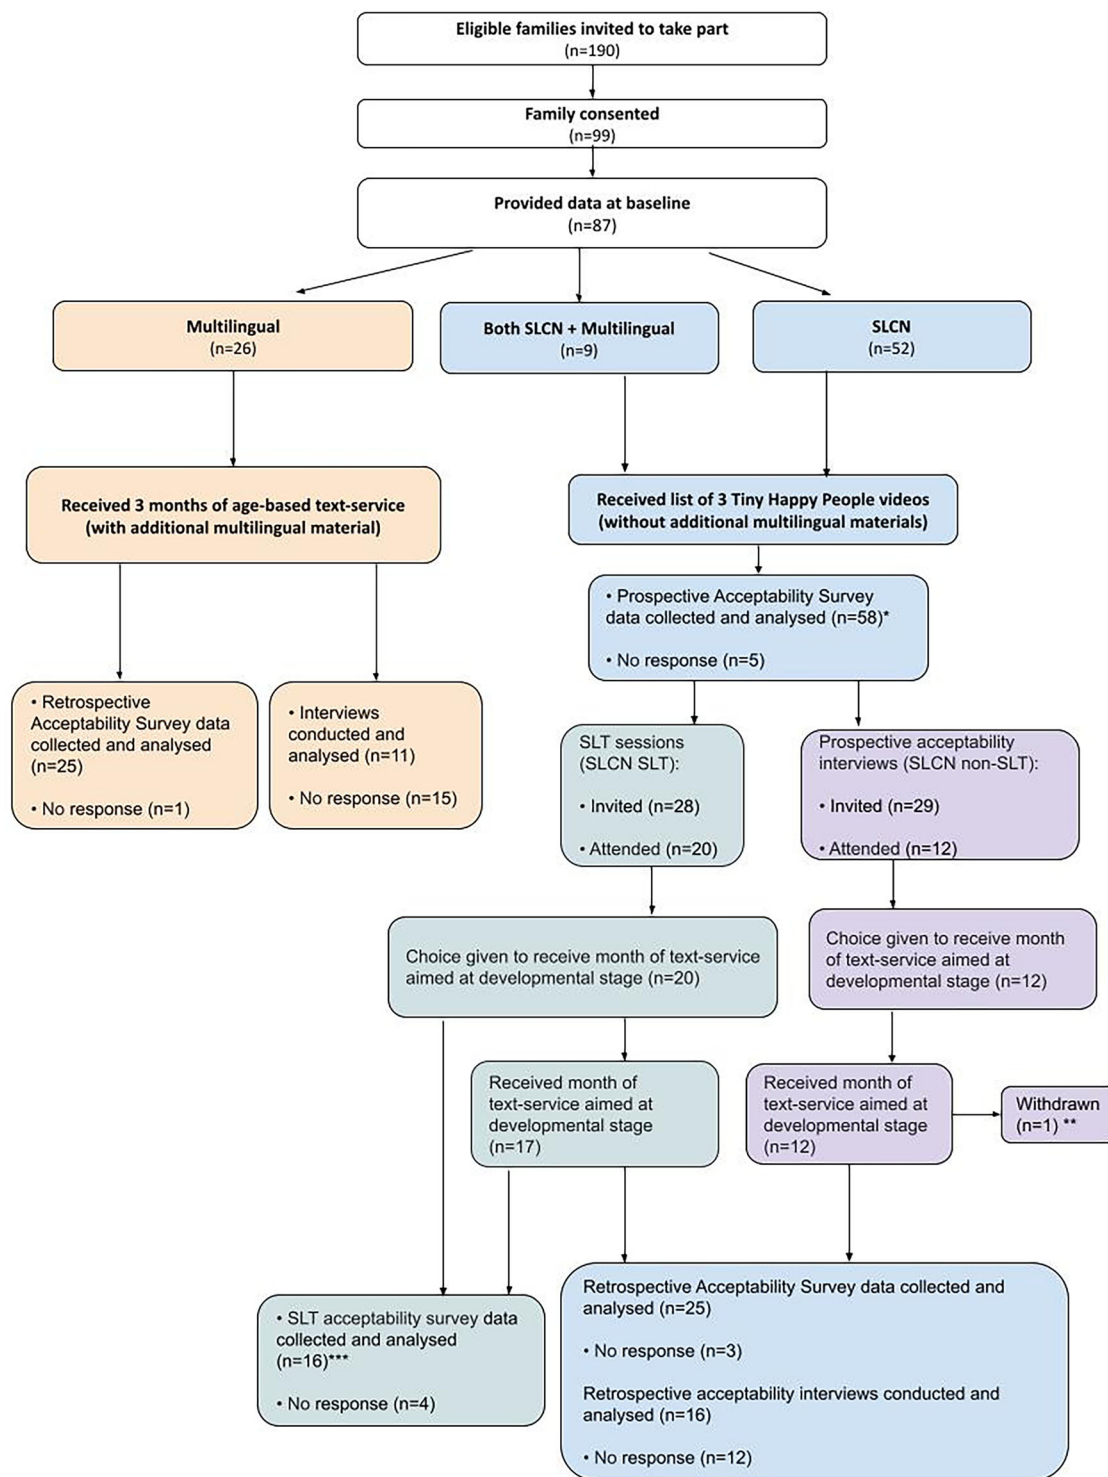 Eligible families invited to take part
(n=190)
Family consented
(n=99)
Provided data at baseline
(n=87)
Multilingual
(n=26)
Both SLCN + Multilingual
(n=9)
SLCN
(n=52)
Received 3 months of age-based text-service
(with additional multilingual material)
Received list of 3 Tiny Happy People videos
(without additional multilingual materials)
• Prospective Acceptability Survey
data collected and analysed (n=58)*
• No response (n=5)
• Retrospective
Acceptability Survey data
collected and analysed
(n=25)
• No response (n=1)
• Interviews
conducted and
analysed (n=11)
• No response (n=15)
SLT sessions
(SLCN SLT):
• Invited (n=28)
• Attended (n=20)
Prospective acceptability
interviews (SLCN non-SLT):
• Invited (n=29)
• Attended (n=12)
Choice given to receive month of text-service
aimed at developmental stage (n=20)
Choice given to receive month
of text-service aimed at
developmental stage (n=12)
Received month of
text-service aimed at
developmental stage
(n=17)
Received month of
text-service aimed at
developmental stage
(n=12)
Withdrawn
(n=1) **
• SLT acceptability survey data
collected and analysed
(n=16)***
• No response (n=4)
Retrospective Acceptability Survey data collected and
analysed (n=25)
• No response (n=3)
Retrospective acceptability interviews conducted and
analysed (n=16)
• No response (n=12)